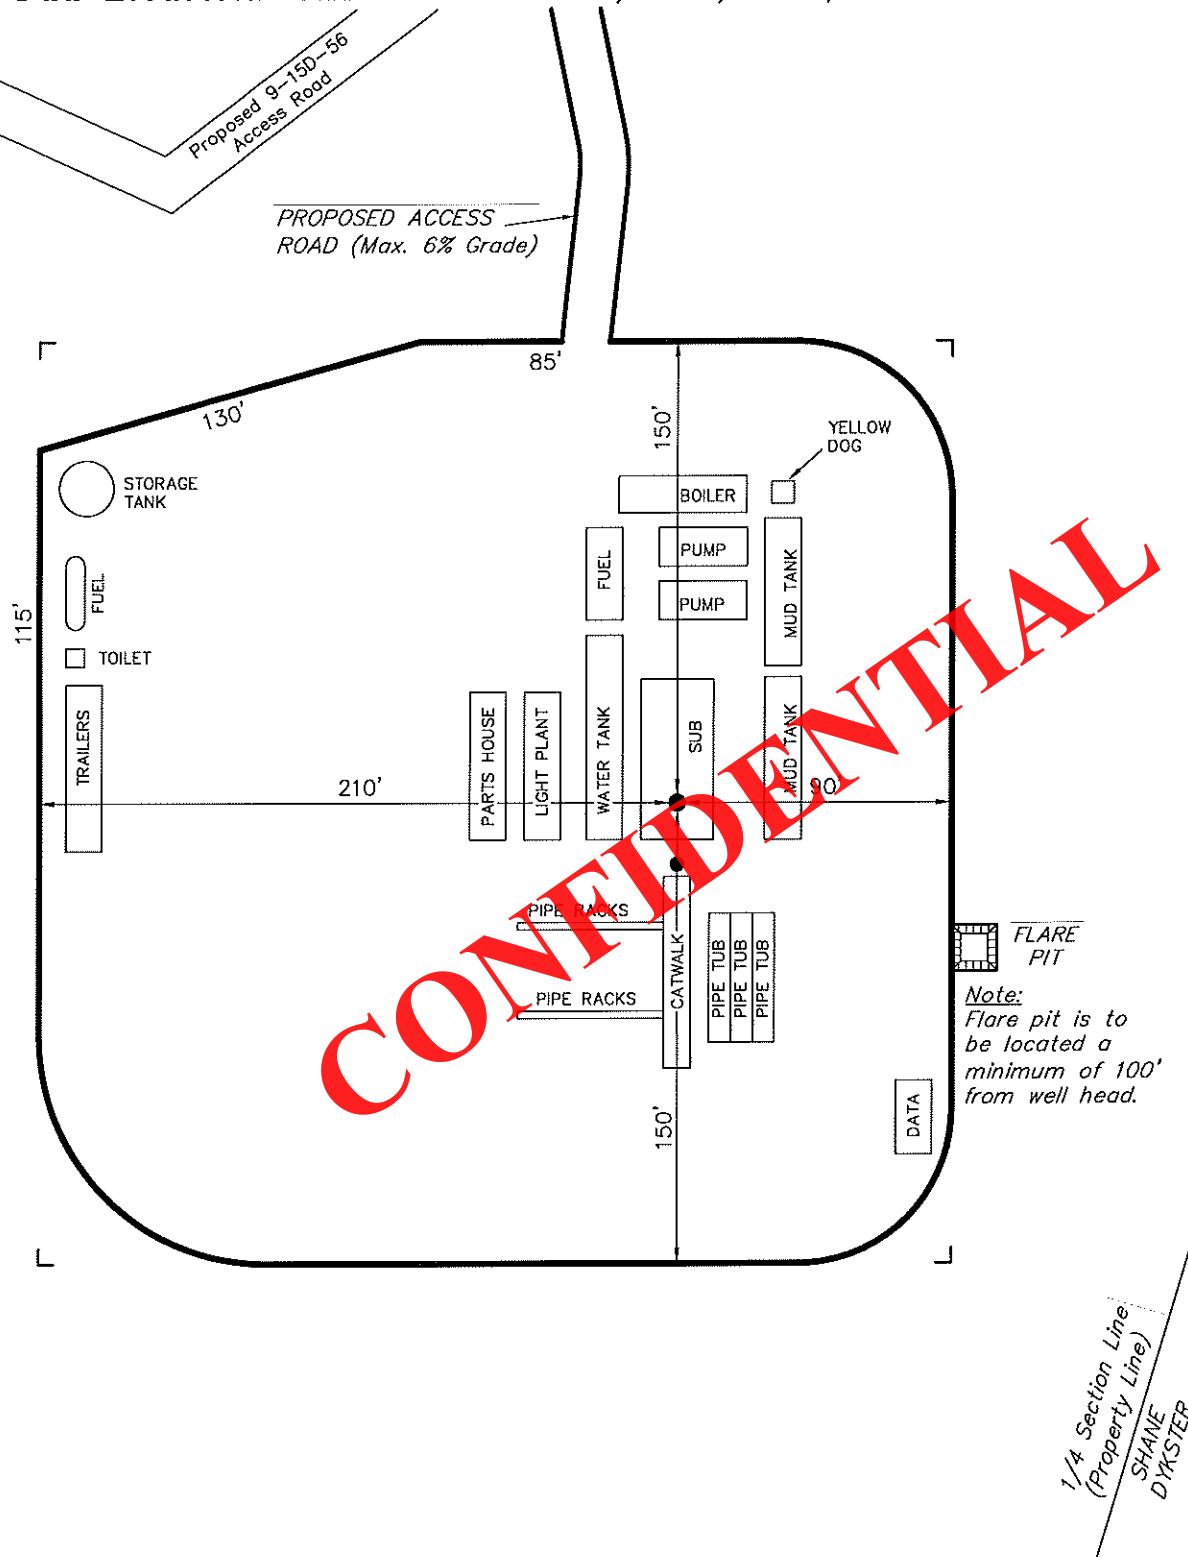 Proposed 9-15D-56
Access Road
PROPOSED ACCESS
ROAD (Max. 6% Grade)
85'
130'
150'
YELLOW
DOG
STORAGE
TANK
BOILER
FUEL
PUMP
MUD TANK
FUEL
PUMP
115'
TOILET
TRAILERS
PARTS HOUSE
LIGHT PLANT
WATER TANK
SUB
MUD TANK
210'
90'
CONFIDENTIAL
PIPE RACKS
CATWALK
PIPE TUB
PIPE TUB
PIPE TUB
FLARE
PIT
PIPE RACKS
Note:
Flare pit is to
be located a
minimum of 100'
from well head.
DATA
150'
1/4 Section Line
(Property Line)
SHANE
DYKSTER